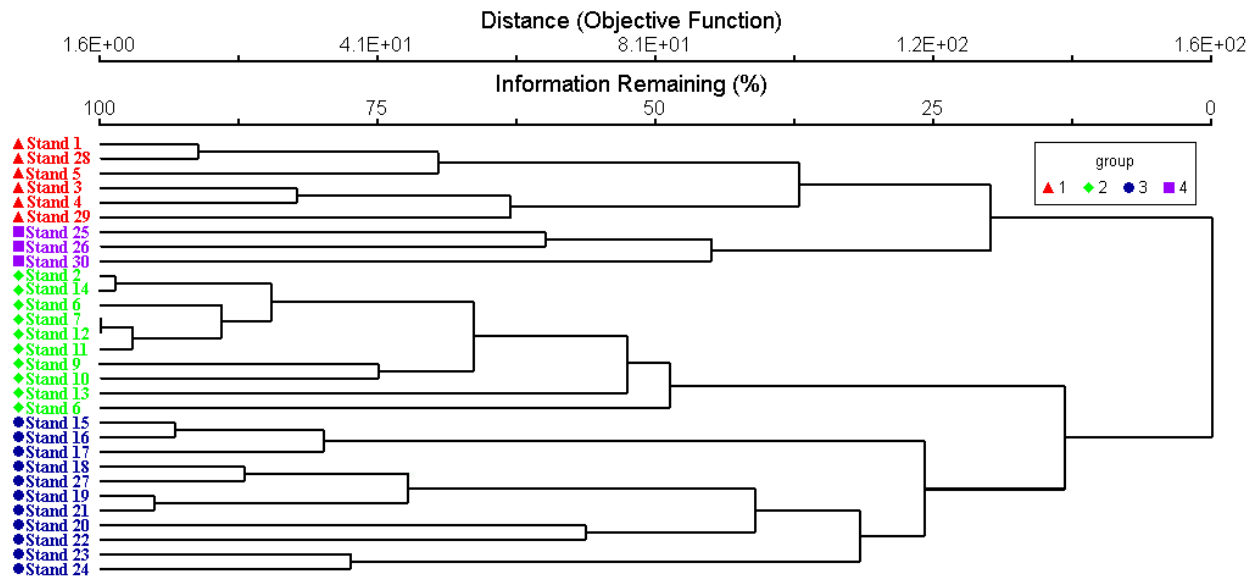 Distance (Objective Function)
1.6E+00 4.1E+01 8.1E+01 1.2E+02 1.6E+02
Information Remaining (%)
100 75 50 25 0
Stand 1
Stand 28
Stand 5
Stand 3
Stand 4
Stand 29
Stand 25
Stand 26
Stand 30
Stand 2
Stand 14
Stand 6
Stand 7
Stand 12
Stand 11
Stand 9
Stand 10
Stand 13
Stand 6
Stand 15
Stand 16
Stand 17
Stand 18
Stand 27
Stand 19
Stand 21
Stand 20
Stand 22
Stand 23
Stand 24
group
1 2 3 4